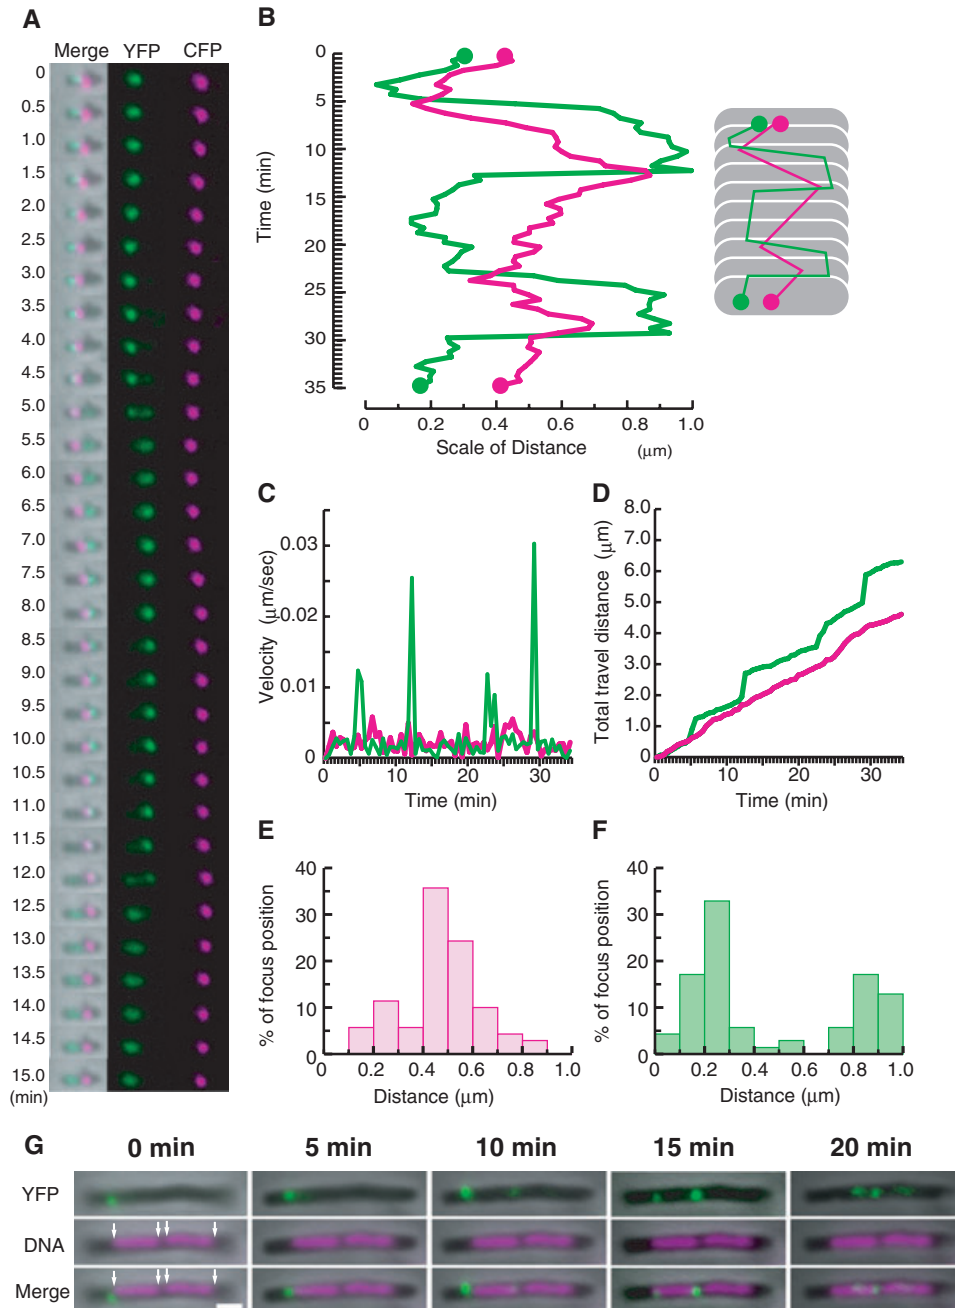 A
Merge YFP CFP
0
0.5
1.0
1.5
2.0
2.5
3.0
3.5
4.0
4.5
5.0
5.5
6.0
6.5
7.0
7.5
8.0
8.5
9.0
9.5
10.0
10.5
11.0
11.5
12.0
12.5
13.0
13.5
14.0
14.5
15.0
(min)
B
Time (min)
0
5
10
15
20
25
30
35
0 0.2 0.4 0.6 0.8 1.0
Scale of Distance (μm)
C
Velocity (μm/sec)
0.03
0.02
0.01
0
0 10 20 30
Time (min)
D
Total travel distance (μm)
8.0
6.0
5.0
4.0
3.0
2.0
1.0
0
0 10 20 30
Time (min)
E
% of focus position
40
30
20
10
0
0 0.2 0.4 0.6 0.8 1.0
Distance (μm)
F
% of focus position
40
30
20
10
0
0 0.2 0.4 0.6 0.8 1.0
Distance (μm)
G
0 min 5 min 10 min 15 min 20 min
YFP
DNA
Merge